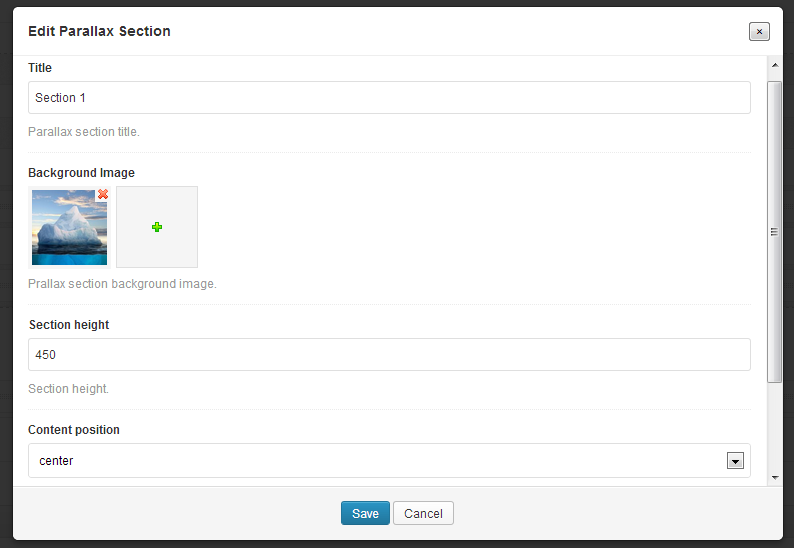 Edit Parallax Section
Title
Section 1
Parallax section title.
Background Image
Prallax section background image.
Section height
450
Section height.
Content position
center
Save Cancel